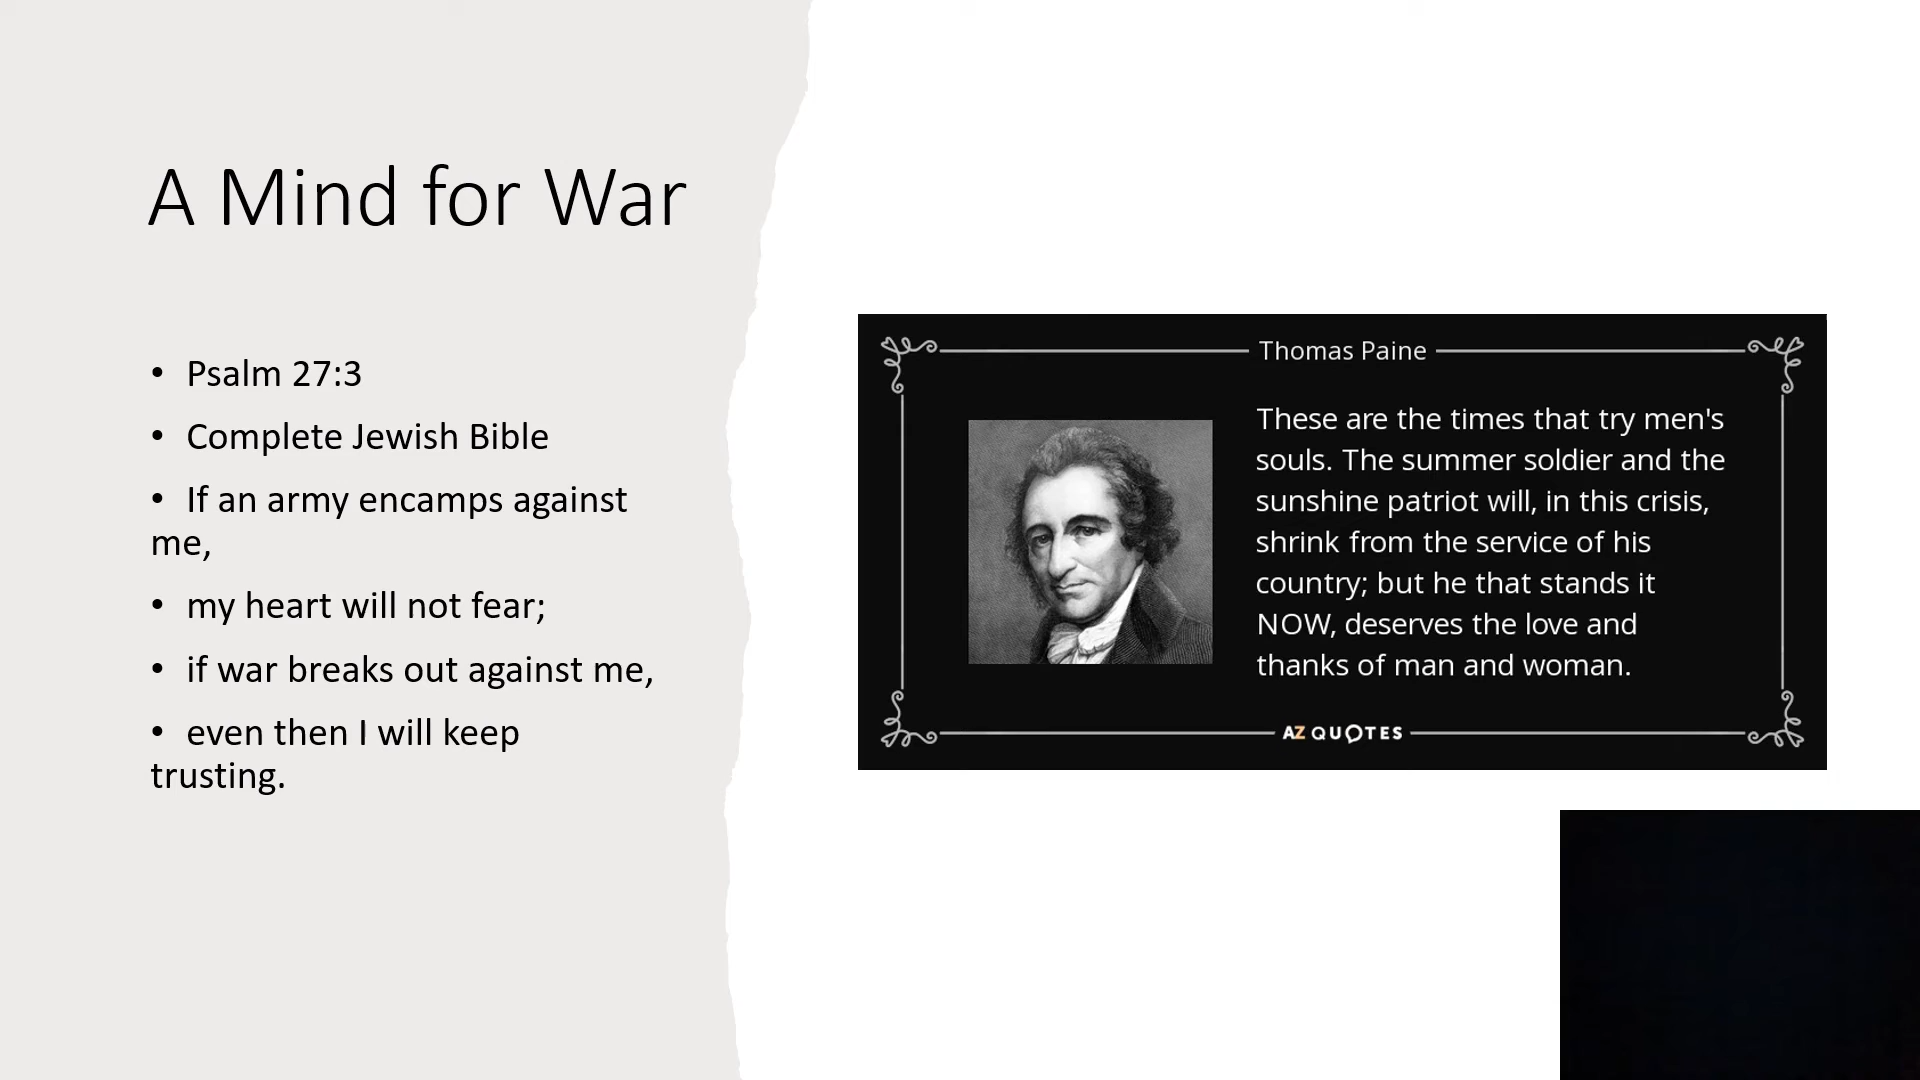 A Mind for War
• Psalm 27:3
• Complete Jewish Bible
• If an army encamps against
me,
• my heart will not fear;
• if war breaks out against me,
• even then I will keep
trusting.
Thomas Paine
These are the times that try men's
souls. The summer soldier and the
sunshine patriot will, in this crisis,
shrink from the service of his
country; but he that stands it
NOW, deserves the love and
thanks of man and woman.
AZ QUOTES